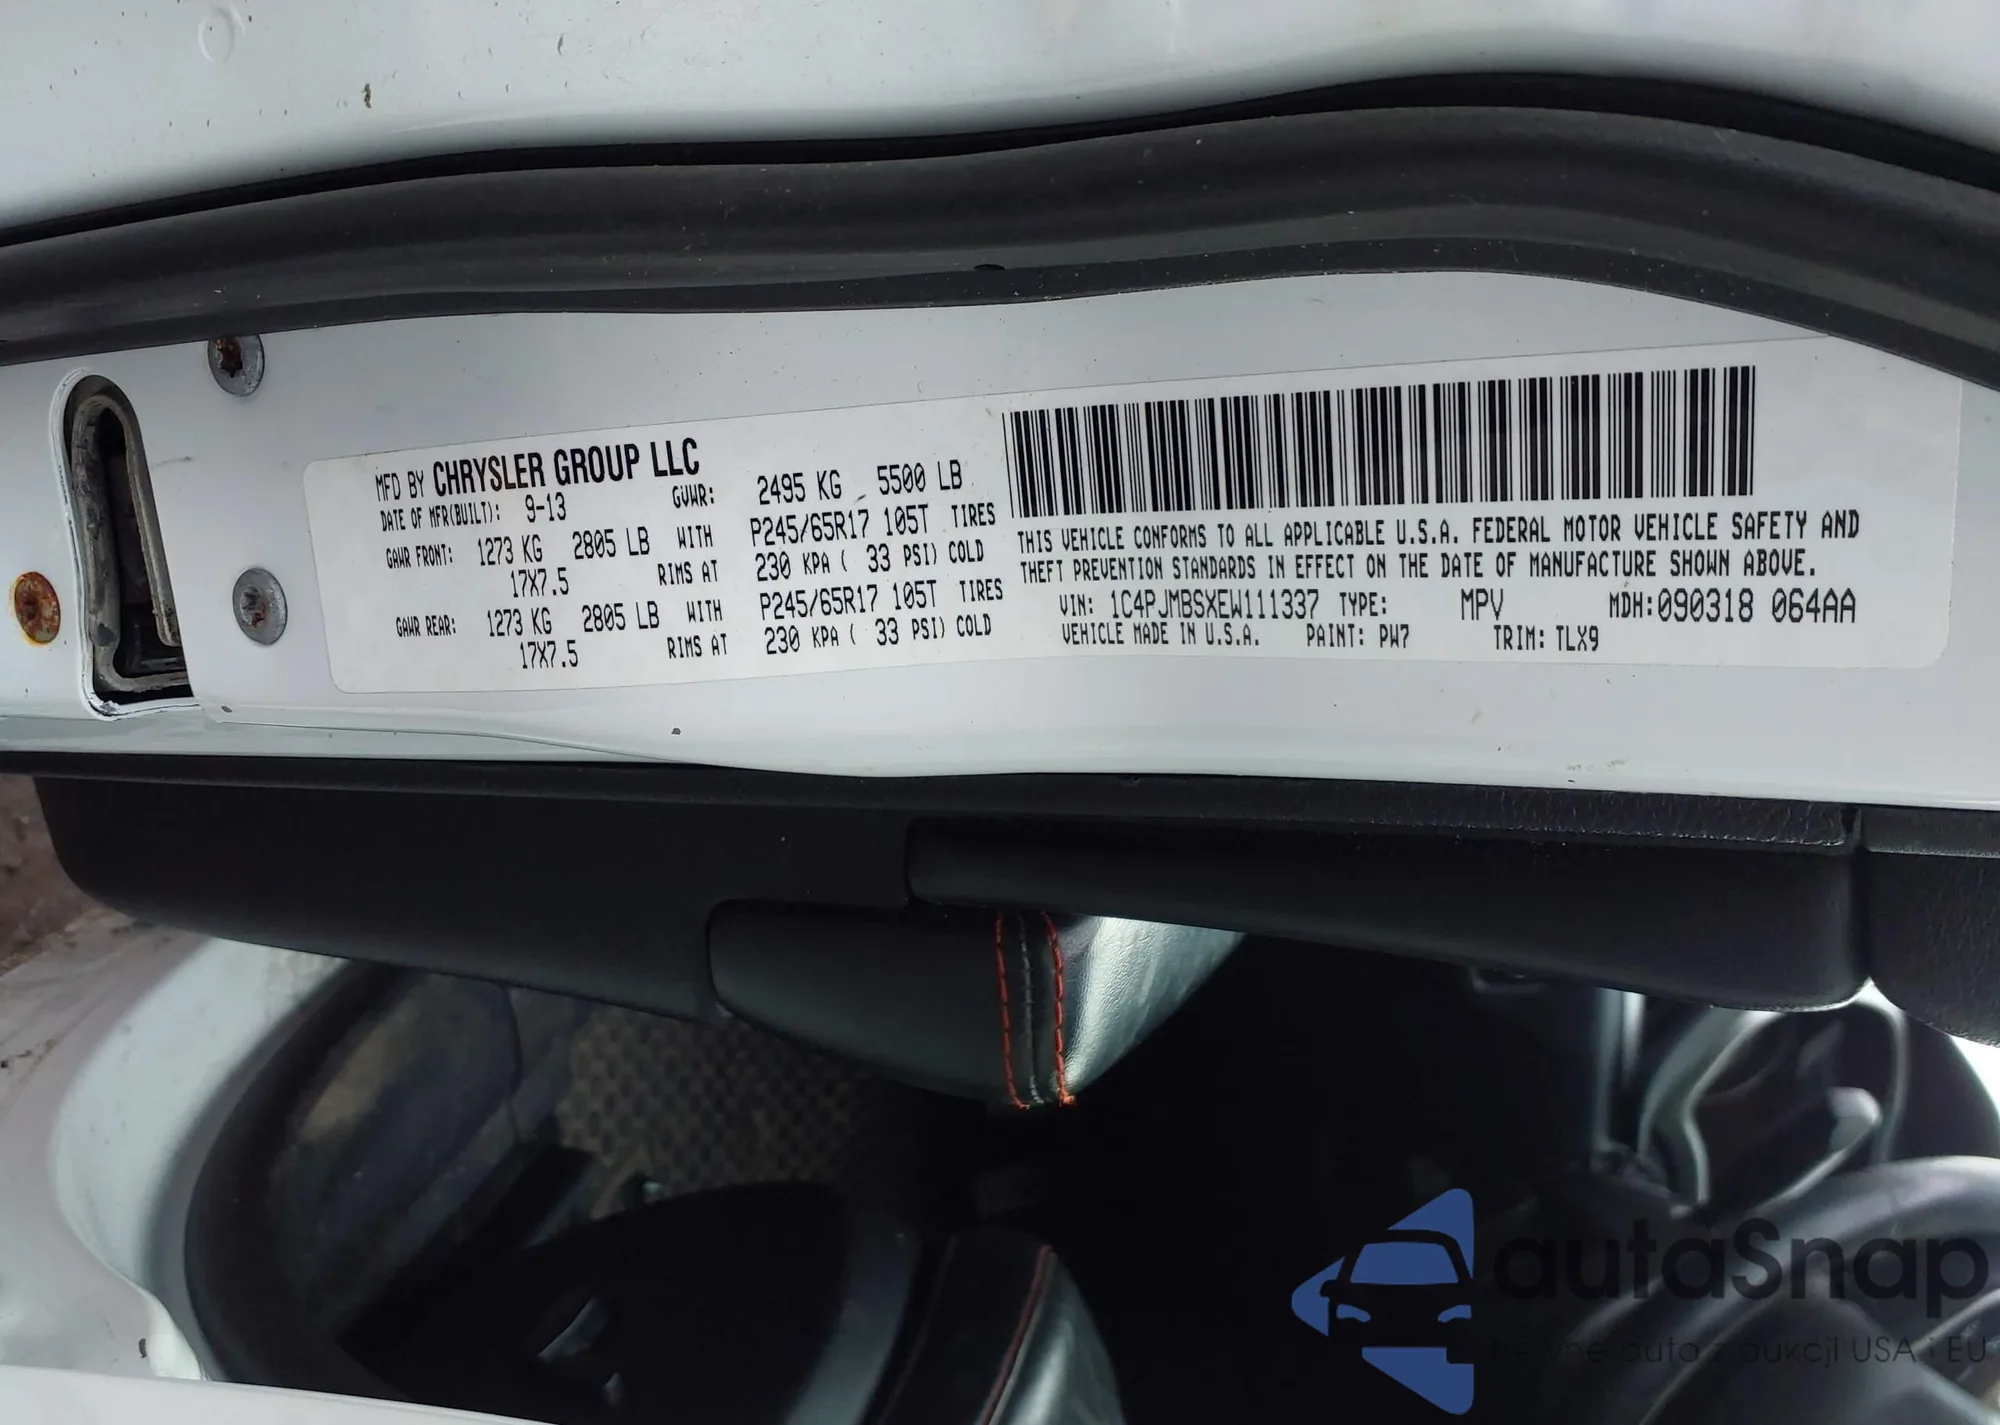 MFD BY CHRYSLER GROUP LLC
DATE OF MFR(BUILT): 9-13 GVWR: 2495 KG 5500 LB
GAWR FRONT: 1273 KG 2805 LB WITH P245/65R17 105T TIRES
17X7.5 RIMS AT 230 KPA ( 33 PSI) COLD
GAWR REAR: 1273 KG 2805 LB WITH P245/65R17 105T TIRES
17X7.5 RIMS AT 230 KPA ( 33 PSI) COLD
THIS VEHICLE CONFORMS TO ALL APPLICABLE U.S.A. FEDERAL MOTOR VEHICLE SAFETY AND
THEFT PREVENTION STANDARDS IN EFFECT ON THE DATE OF MANUFACTURE SHOWN ABOVE.
VIN: 1C4PJMBSXEW111337 TYPE: MPV MDH:090318 064AA
VEHICLE MADE IN U.S.A. PAINT: PW7 TRIM: TLX9
autaSnap
auto z aukcji USA i EU